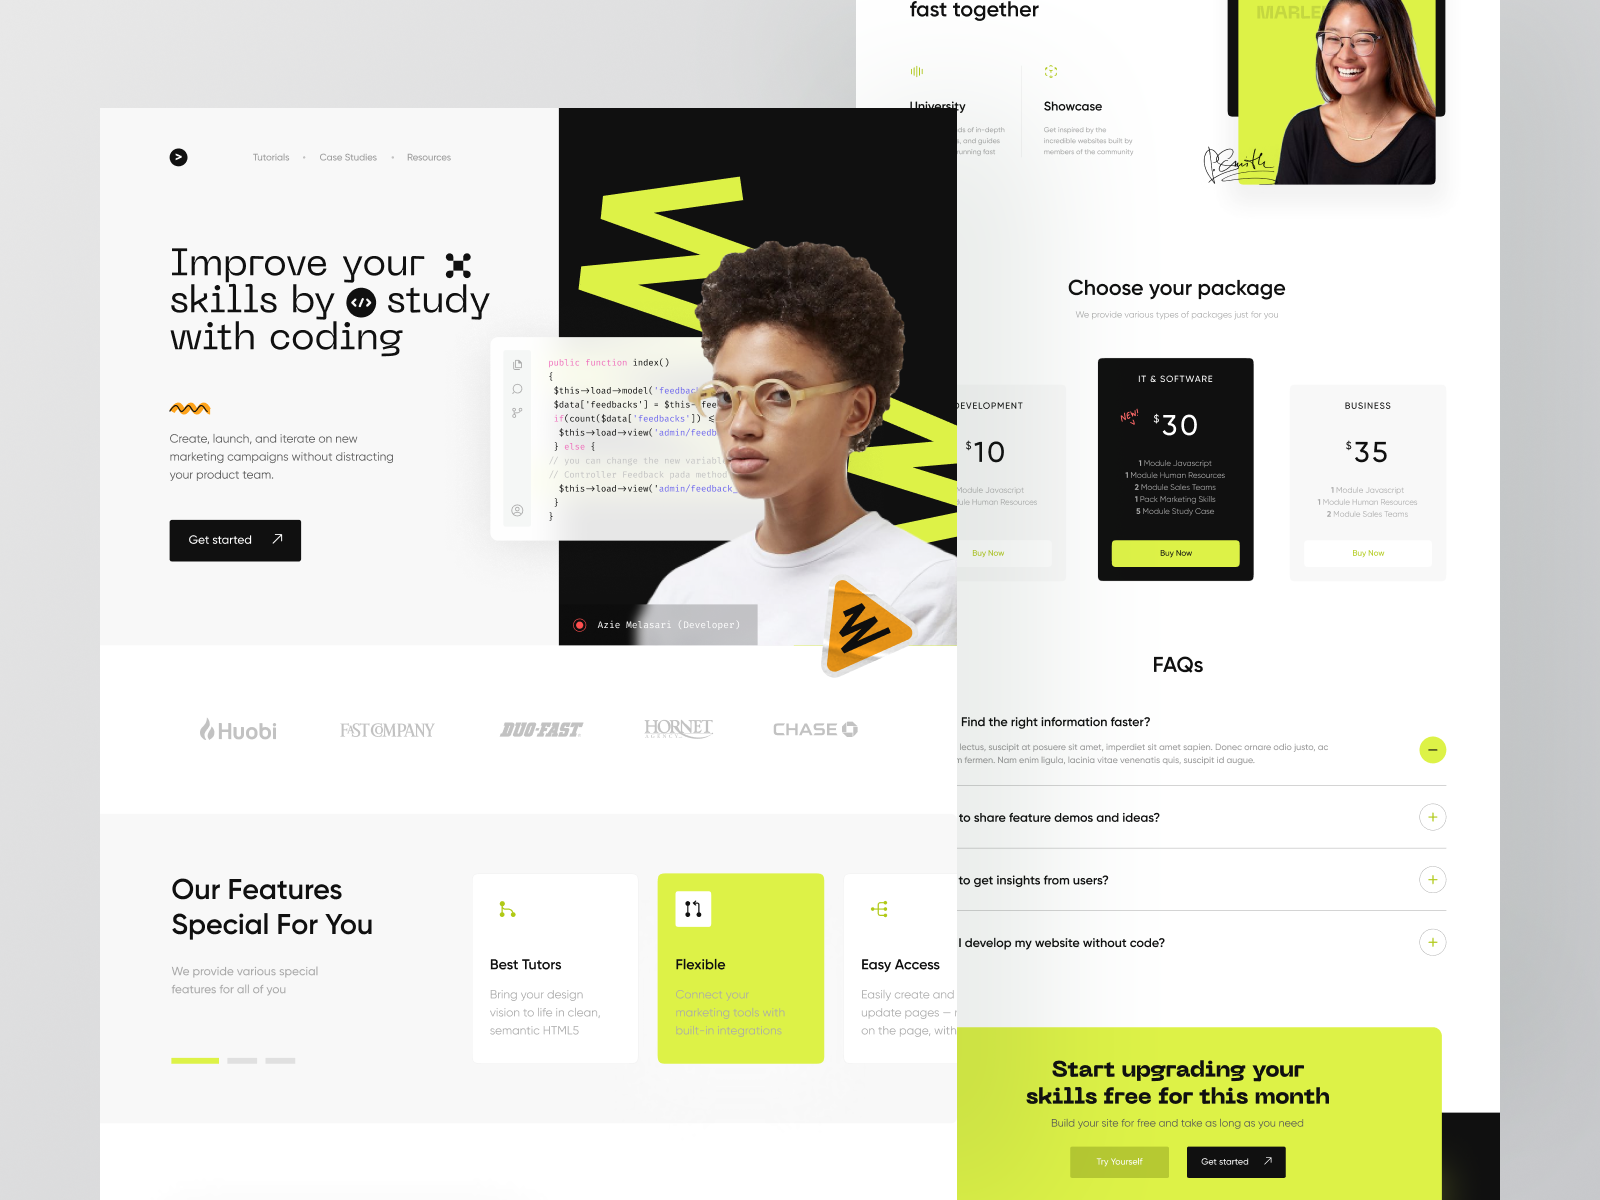 Tutorials • Case Studies • Resources
Improve your
skills by </> study
with coding
Create, launch, and iterate on new
marketing campaigns without distracting
your product team.
Get started
public function index()
{
$this->load->model('feedbac
$data['feedbacks'] = $this->fee
if(count($data['feedbacks']) <=
$this->load->view('admin/feedb
} else {
// you can change the new variable
// Controller Feedback pada method
$this->load->view('admin/feedback_
}
}
Azie Melasari (Developer)
Huobi
FAST COMPANY
DUO-FAST
HORNET
AGENCY
CHASE
Our Features
Special For You
We provide various special
features for all of you
Best Tutors
Bring your design
vision to life in clean,
semantic HTML5
Flexible
Connect your
marketing tools with
built-in integrations
Easy Access
Easily create and
update pages —
on the page, with
fast together
University
ds of in-depth
s, and guides
unning fast
Showcase
Get inspired by the
incredible websites built by
members of the community
MARLE
Smith
Choose your package
We provide various types of packages just for you
DEVELOPMENT
$10
Module Javascript
ule Human Resources
Buy Now
IT & SOFTWARE
NEW!
$30
1 Module Javascript
1 Module Human Resources
2 Module Sales Teams
1 Pack Marketing Skills
5 Module Study Case
Buy Now
BUSINESS
$35
1 Module Javascript
1 Module Human Resources
2 Module Sales Teams
Buy Now
FAQs
Find the right information faster?
lectus, suscipit at posuere sit amet, imperdiet sit amet sapien. Donec ornare odio justo, ac
m fermen. Nam enim ligula, lacinia vitae venenatis quis, suscipit id augue.
to share feature demos and ideas?
to get insights from users?
I develop my website without code?
Start upgrading your
skills free for this month
Build your site for free and take as long as you need
Try Yourself
Get started